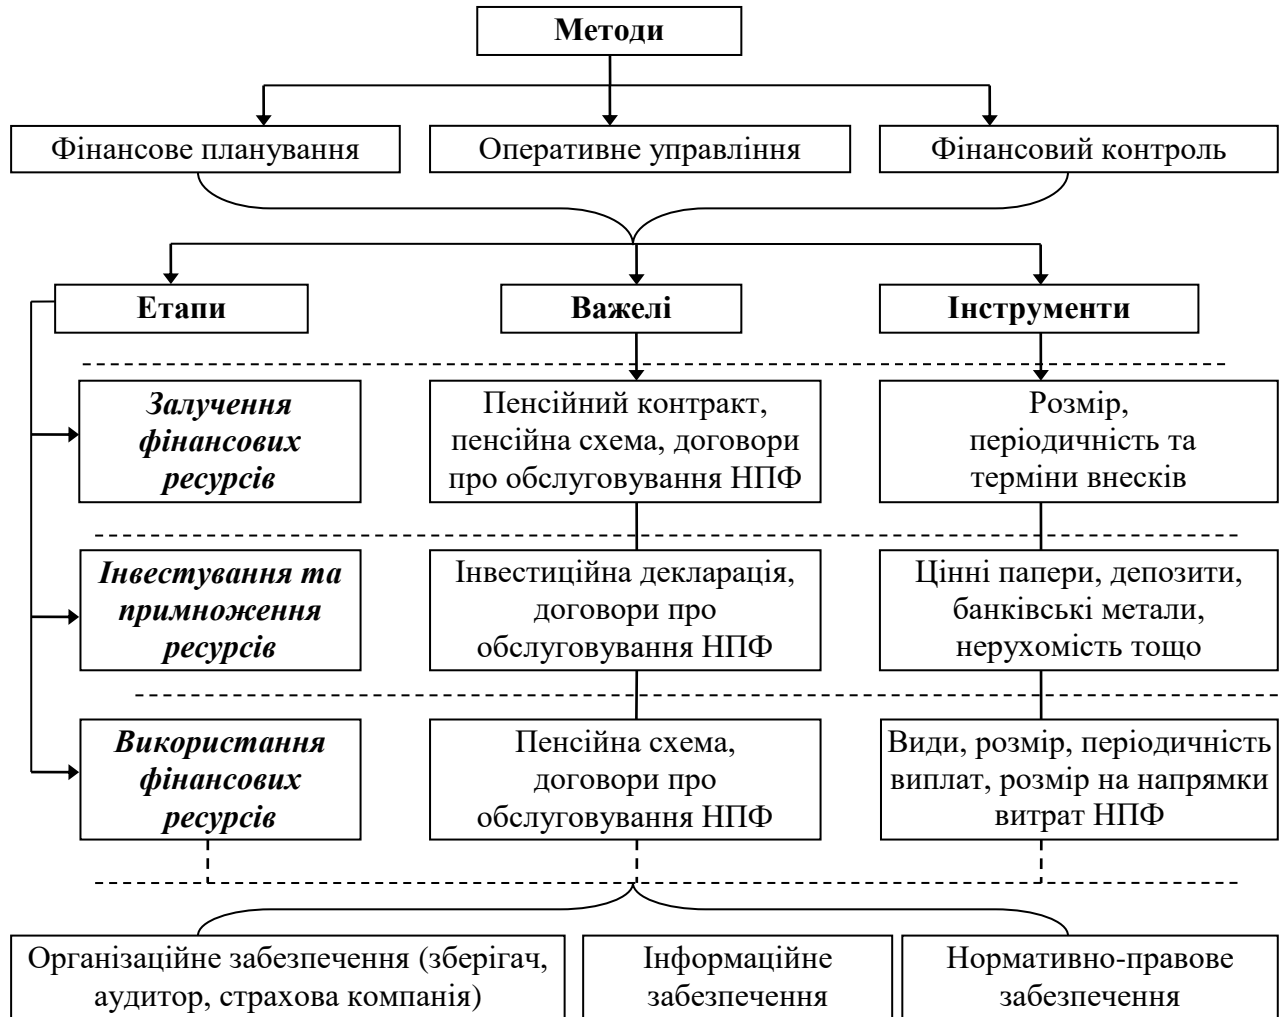 Методи
Фінансове планування
Оперативне управління
Фінансовий контроль
Етапи
Важелі
Інструменти
Залучення
фінансових
ресурсів
Пенсійний контракт,
пенсійна схема, договори
про обслуговування НПФ
Розмір,
періодичність та
терміни внесків
Інвестування та
примноження
ресурсів
Інвестиційна декларація,
договори про
обслуговування НПФ
Цінні папери, депозити,
банківські метали,
нерухомість тощо
Використання
фінансових
ресурсів
Пенсійна схема,
договори про
обслуговування НПФ
Види, розмір, періодичність
виплат, розмір на напрямки
витрат НПФ
Організаційне забезпечення (зберігач,
аудитор, страхова компанія)
Інформаційне
забезпечення
Нормативно-правове
забезпечення